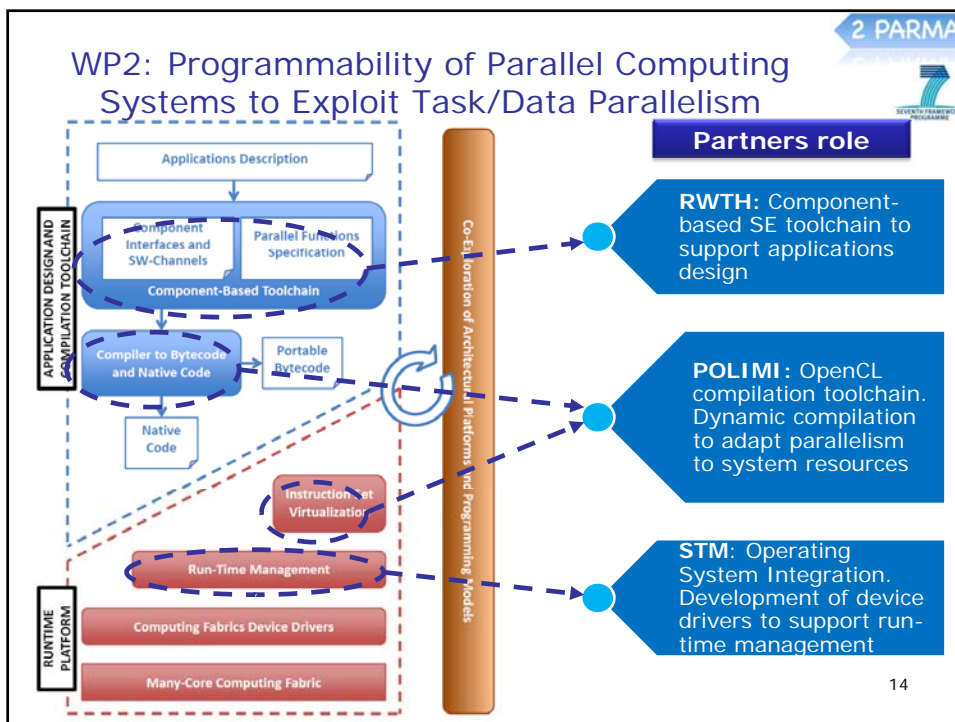 2 PARMA
WP2: Programmability of Parallel Computing
Systems to Exploit Task/Data Parallelism
SEVENTH FRAMEWORK
PROGRAMME
Partners role
APPLICATION DESIGN AND
COMPILATION TOOLCHAIN
Applications Description
Component
Interfaces and
SW-Channels
Parallel Functions
Specification
Component-Based Toolchain
Compiler to Bytecode
and Native Code
Portable
Bytecode
Native
Code
Instruction Set
Virtualization
RUNTIME
PLATFORM
Run-Time Management
Computing Fabrics Device Drivers
Many-Core Computing Fabric
Co-Exploration of Architectural Platforms and Programming Models
RWTH: Component-
based SE toolchain to
support applications
design
POLIMI: OpenCL
compilation toolchain.
Dynamic compilation
to adapt parallelism
to system resources
STM: Operating
System Integration.
Development of device
drivers to support run-
time management
14